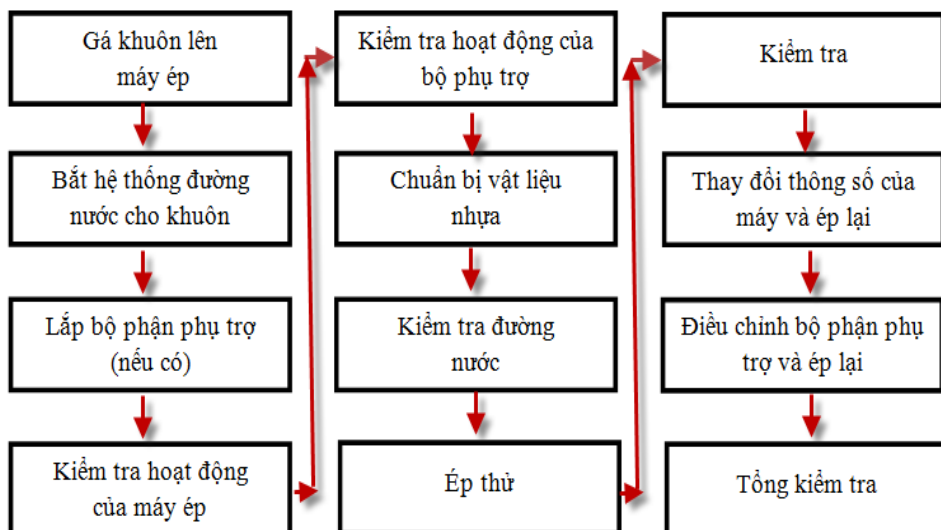 Gá khuôn lên
máy ép
Bắt hệ thống đường
nước cho khuôn
Lắp bộ phận phụ trợ
(nếu có)
Kiểm tra hoạt động
của máy ép
Kiểm tra hoạt động của
bộ phụ trợ
Chuẩn bị vật liệu
nhựa
Kiểm tra đường
nước
Ép thử
Kiểm tra
Thay đổi thông số của
máy và ép lại
Điều chỉnh bộ phận phụ
trợ và ép lại
Tổng kiểm tra